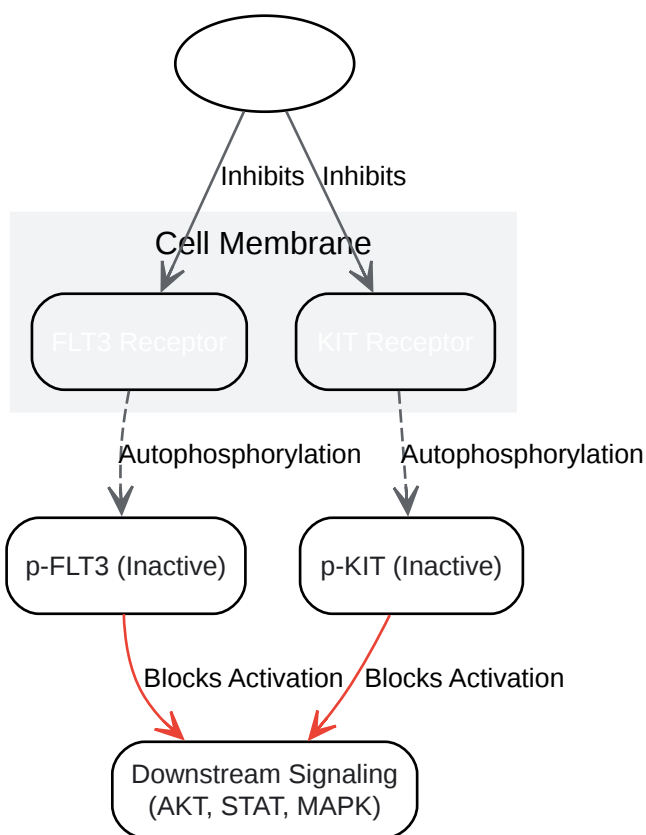 Inhibits Inhibits
Cell Membrane
FLT3 Receptor KIT Receptor
Autophosphorylation Autophosphorylation
p-FLT3 (Inactive) p-KIT (Inactive)
Blocks Activation Blocks Activation
Downstream Signaling
(AKT, STAT, MAPK)